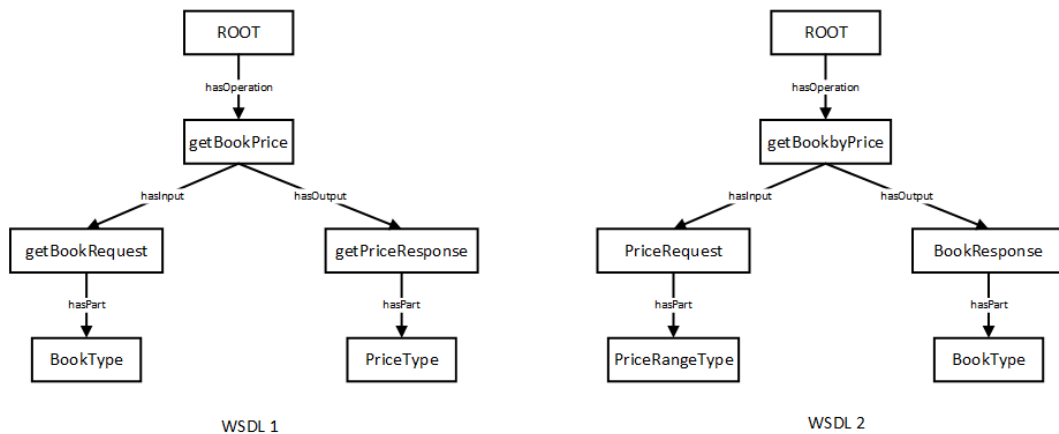 ROOT
hasOperation
getBookPrice
hasInput
hasOutput
getBookRequest
getPriceResponse
hasPart
hasPart
BookType
PriceType
WSDL 1
ROOT
hasOperation
getBookbyPrice
hasInput
hasOutput
PriceRequest
BookResponse
hasPart
hasPart
PriceRangeType
BookType
WSDL 2